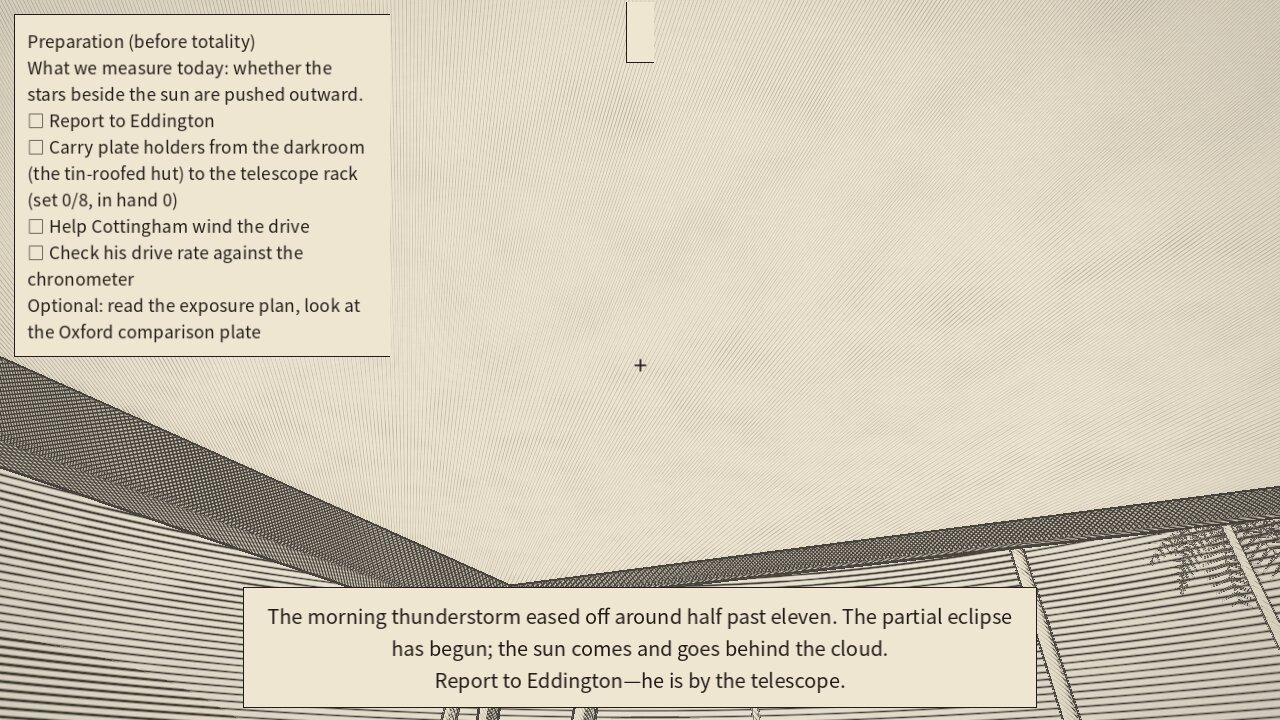 Preparation (before totality)
What we measure today: whether the
stars beside the sun are pushed outward.
☐ Report to Eddington
☐ Carry plate holders from the darkroom
(the tin-roofed hut) to the telescope rack
(set 0/8, in hand 0)
☐ Help Cottingham wind the drive
☐ Check his drive rate against the
chronometer
Optional: read the exposure plan, look at
the Oxford comparison plate
The morning thunderstorm eased off around half past eleven. The partial eclipse
has begun; the sun comes and goes behind the cloud.
Report to Eddington—he is by the telescope.